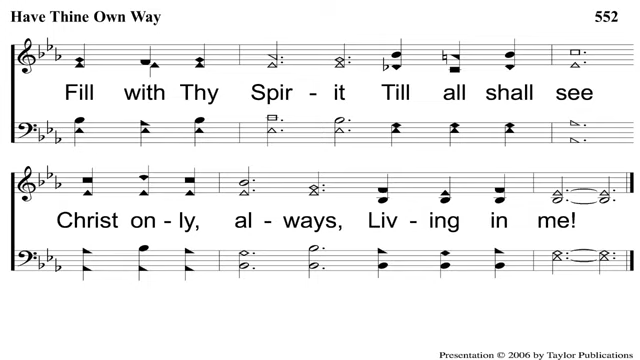 Have Thine Own Way 552
Fill with Thy Spir - it Till all shall see
Christ on - ly, al - ways, Liv - ing in me!
Presentation © 2006 by Taylor Publications